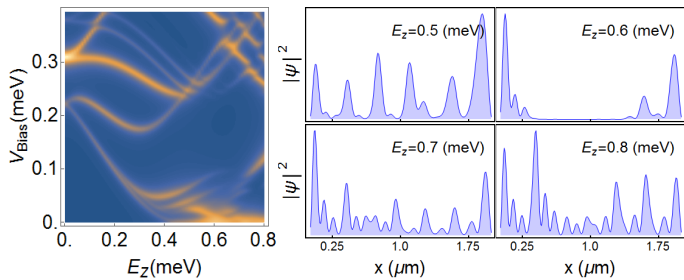 V_Bias(meV)
0.3
0.2
0.1
0.
0. 0.2 0.4 0.6 0.8
E_Z(meV)
|ψ|²
E_z=0.5 (meV)
E_z=0.6 (meV)
|ψ|²
E_z=0.7 (meV)
E_z=0.8 (meV)
0.25 1.0 1.75
0.25 1.0 1.75
x (μm)
x (μm)